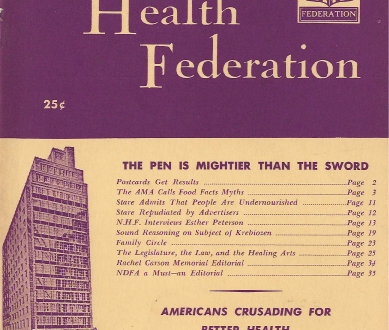 Health
FEDERATION
Federation
25¢
THE PEN IS MIGHTIER THAN THE SWORD
Postcards Get Results ........ Page 2
The AMA Calls Food Facts Myths ........ Page 3
Stare Admits That People Are Undernourished ........ Page 11
Stare Repudiated by Advertisers ........ Page 12
N.H.F. Interviews Esther Peterson ........ Page 13
Sound Reasoning on Subject of Krebiozen ........ Page 19
Family Circle ........ Page 23
The Legislature, the Law, and the Healing Arts ........ Page 25
Rachel Carson Memorial Editorial ........ Page 34
NDFA a Must—an Editorial ........ Page 35
AMERICANS CRUSADING FOR
BETTER HEALTH